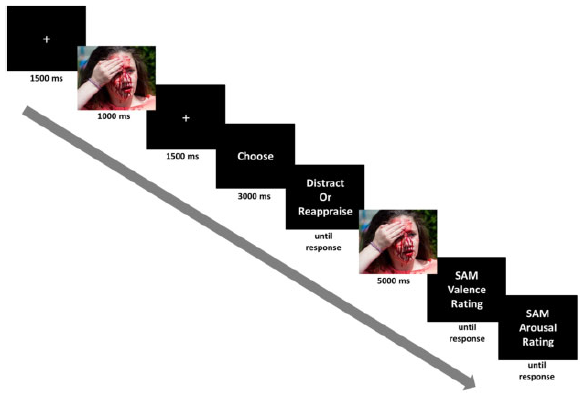 +
1500 ms
1000 ms
+
1500 ms
Choose
3000 ms
Distract
Or
Reappraise
until
response
5000 ms
SAM
Valence
Rating
until
response
SAM
Arousal
Rating
until
response